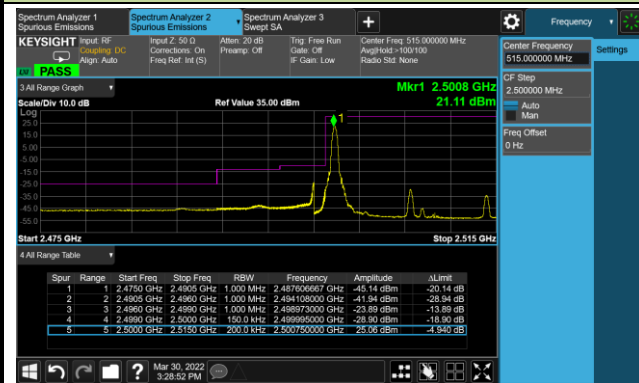 Spectrum Analyzer 1
Spurious Emissions
Spectrum Analyzer 2
Spurious Emissions
Spectrum Analyzer 3
Swept SA
+
Frequency
KEYSIGHT
Input: RF
Coupling: DC
Align: Auto
Input Z: 50 Ω
Corrections: On
Freq Ref: Int (S)
Atten: 20 dB
Preamp: Off
Trig: Free Run
Gate: Off
IF Gain: Low
Center Freq: 515.000000 MHz
Avg|Hold:>100/100
Radio Std: None
PASS
Center Frequency
515.000000 MHz
Settings
CF Step
2.500000 MHz
Auto
Man
Freq Offset
0 Hz
3 All Range Graph
Mkr1 2.5008 GHz
21.11 dBm
Scale/Div 10.0 dB
Ref Value 35.00 dBm
Log
25.0
15.0
5.00
-5.00
-15.0
-25.0
-35.0
-45.0
-55.0
1
Start 2.475 GHz
Stop 2.515 GHz
4 All Range Table
Spur Range Start Freq Stop Freq RBW Frequency Amplitude ΔLimit
1 1 2.4750 GHz 2.4905 GHz 1.000 MHz 2.487606667 GHz -45.14 dBm -20.14 dB
2 2 2.4905 GHz 2.4960 GHz 1.000 MHz 2.494108000 GHz -41.94 dBm -28.94 dB
3 3 2.4960 GHz 2.4990 GHz 1.000 MHz 2.498973000 GHz -23.89 dBm -13.89 dB
4 4 2.4990 GHz 2.5000 GHz 150.0 kHz 2.499995000 GHz -28.90 dBm -18.90 dB
5 5 2.5000 GHz 2.5150 GHz 200.0 kHz 2.500750000 GHz 25.06 dBm -4.940 dB
?
Mar 30, 2022
3:28:52 PM